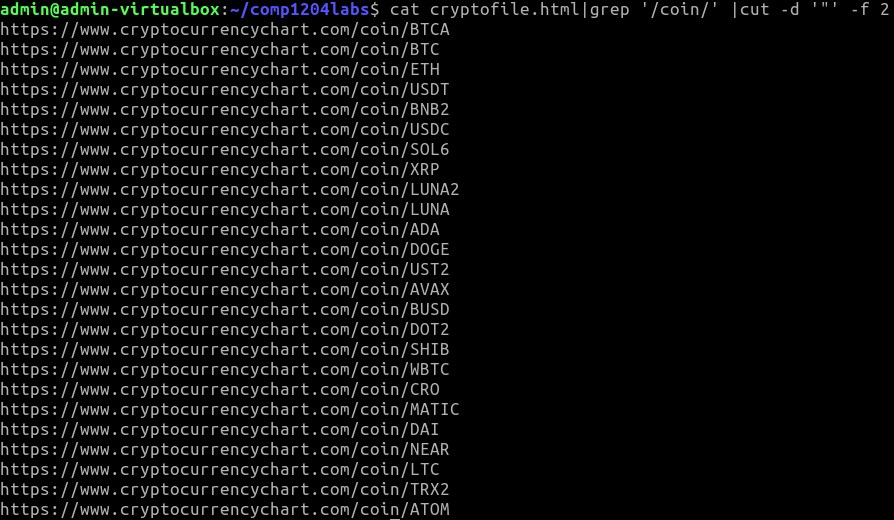 admin@admin-virtualbox:~/comp1204labs$ cat cryptofile.html|grep '/coin/' |cut -d '"' -f 2
https://www.cryptocurrencychart.com/coin/BTCA
https://www.cryptocurrencychart.com/coin/BTC
https://www.cryptocurrencychart.com/coin/ETH
https://www.cryptocurrencychart.com/coin/USDT
https://www.cryptocurrencychart.com/coin/BNB2
https://www.cryptocurrencychart.com/coin/USDC
https://www.cryptocurrencychart.com/coin/SOL6
https://www.cryptocurrencychart.com/coin/XRP
https://www.cryptocurrencychart.com/coin/LUNA2
https://www.cryptocurrencychart.com/coin/LUNA
https://www.cryptocurrencychart.com/coin/ADA
https://www.cryptocurrencychart.com/coin/DOGE
https://www.cryptocurrencychart.com/coin/UST2
https://www.cryptocurrencychart.com/coin/AVAX
https://www.cryptocurrencychart.com/coin/BUSD
https://www.cryptocurrencychart.com/coin/DOT2
https://www.cryptocurrencychart.com/coin/SHIB
https://www.cryptocurrencychart.com/coin/WBTC
https://www.cryptocurrencychart.com/coin/CRO
https://www.cryptocurrencychart.com/coin/MATIC
https://www.cryptocurrencychart.com/coin/DAI
https://www.cryptocurrencychart.com/coin/NEAR
https://www.cryptocurrencychart.com/coin/LTC
https://www.cryptocurrencychart.com/coin/TRX2
https://www.cryptocurrencychart.com/coin/ATOM